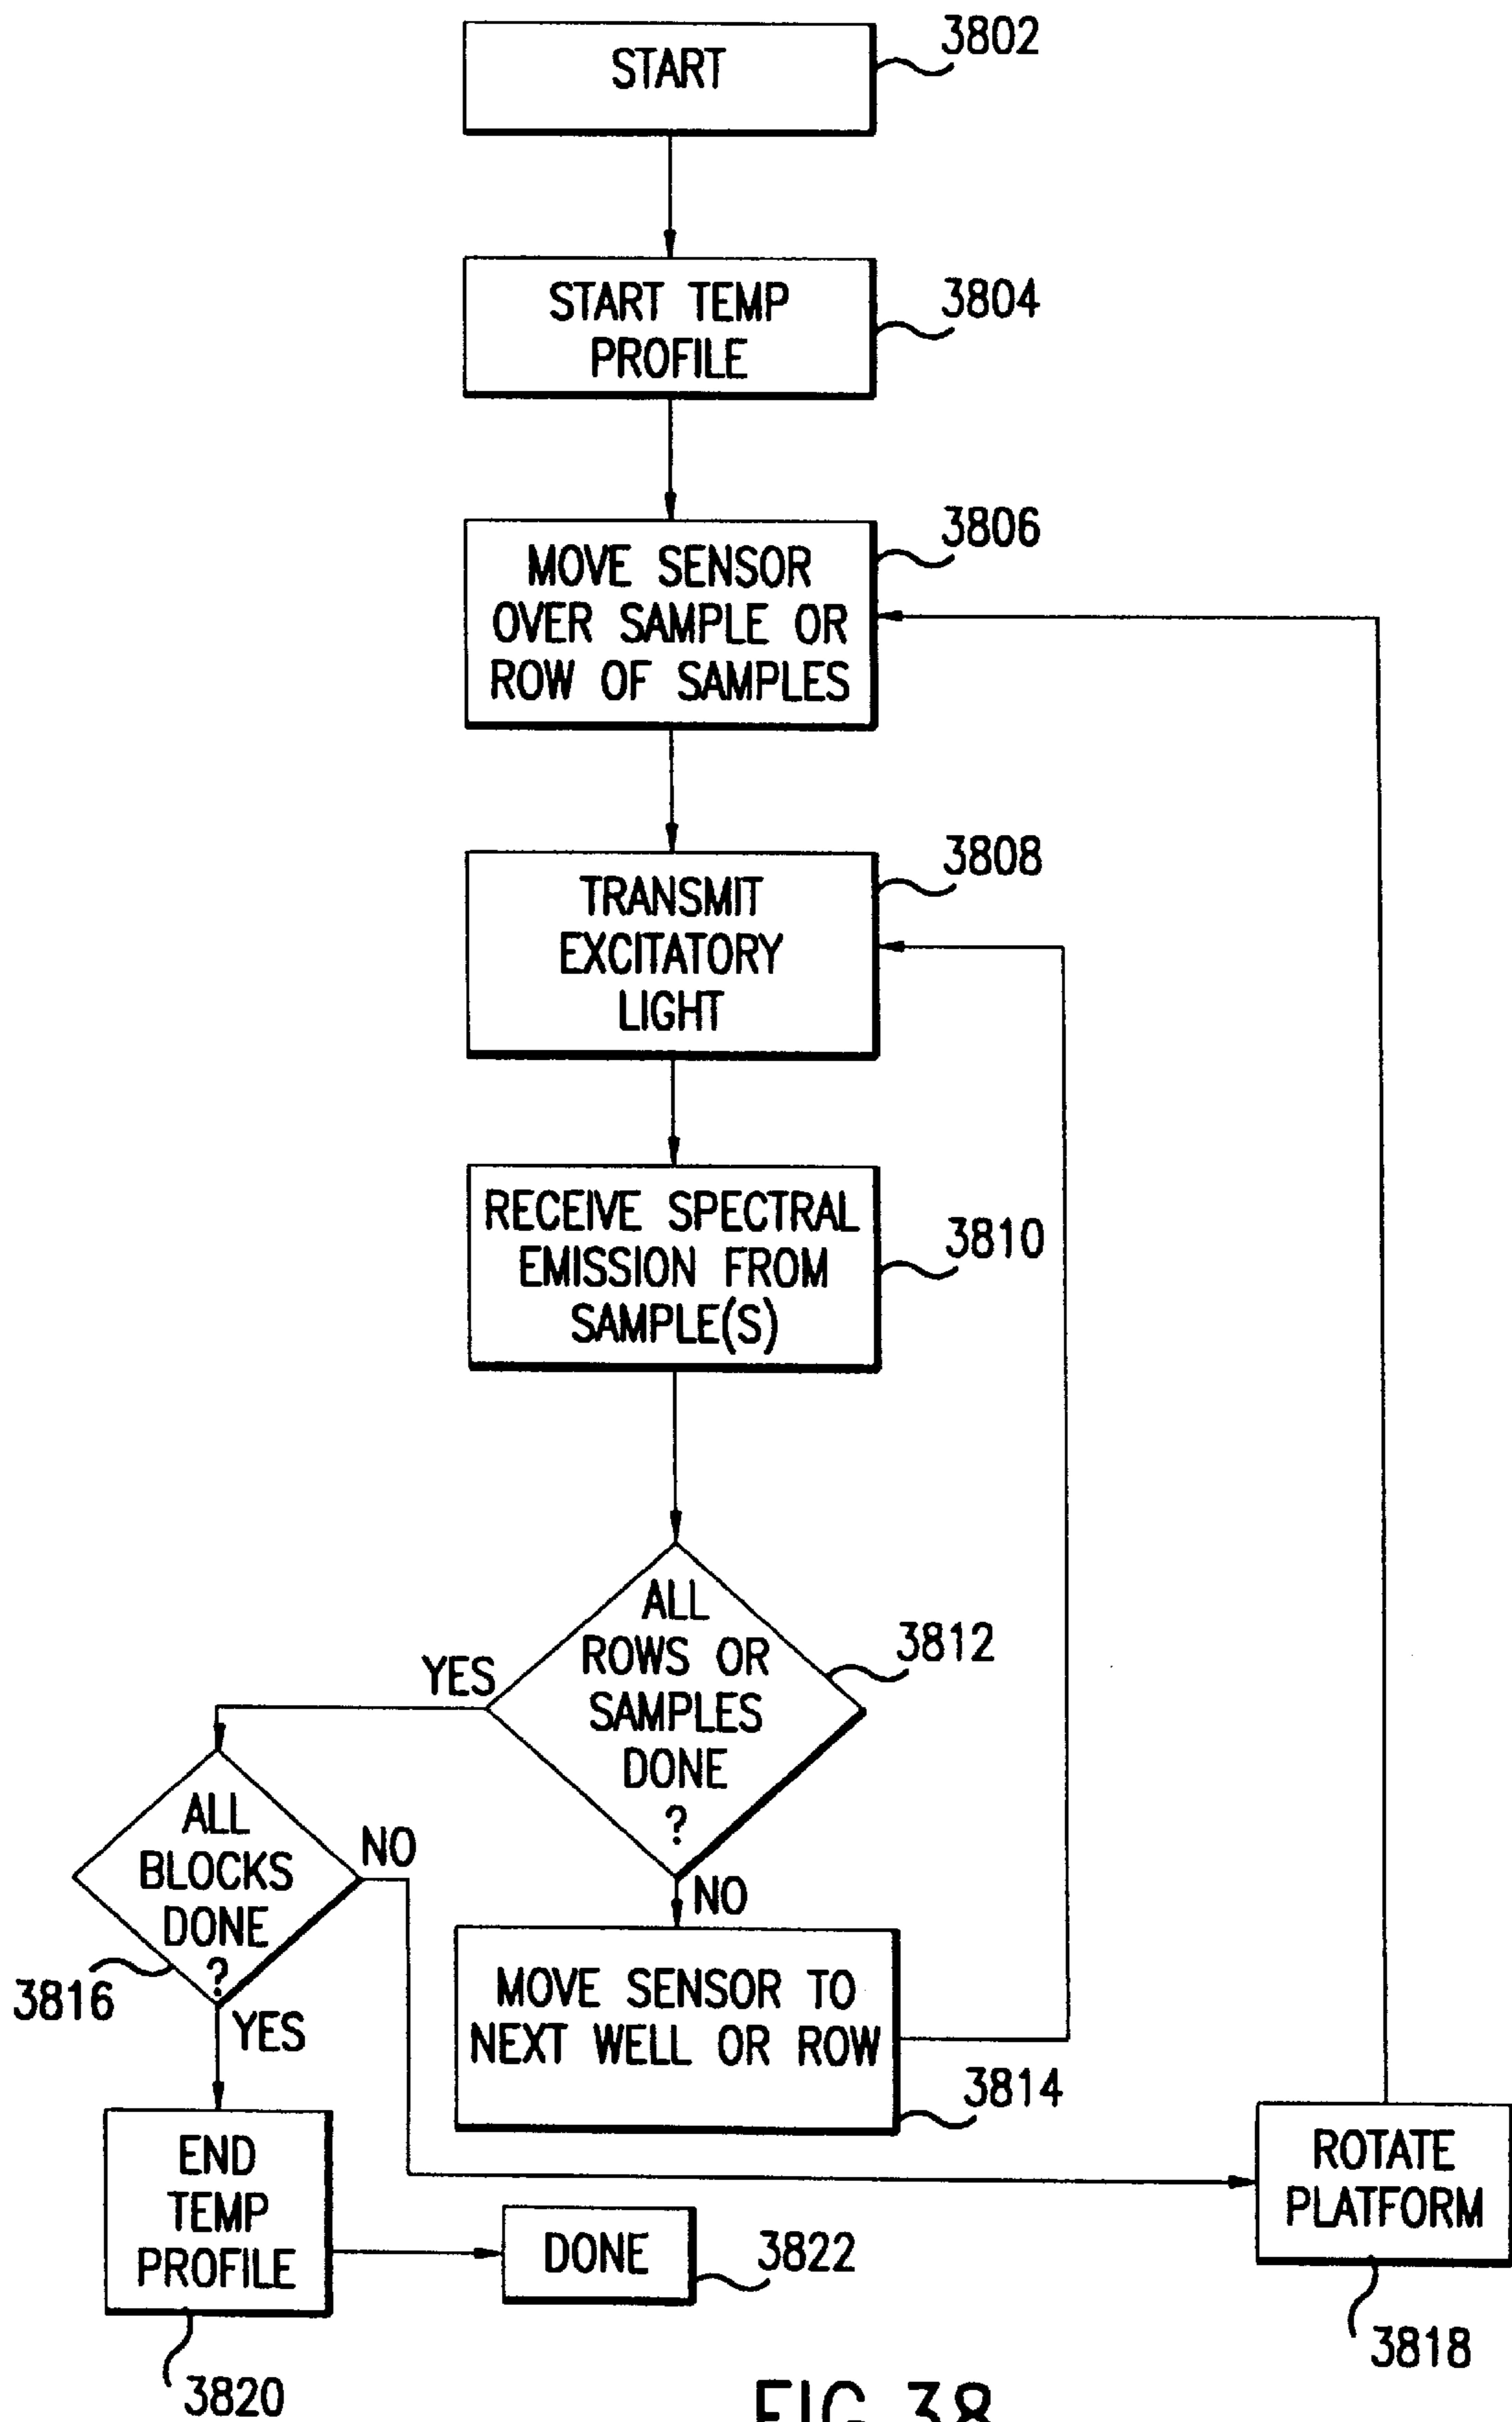 START
3802
START TEMP
PROFILE
3804
MOVE SENSOR
OVER SAMPLE OR
ROW OF SAMPLES
3806
TRANSMIT
EXCITATORY
LIGHT
3808
RECEIVE SPECTRAL
EMISSION FROM
SAMPLE(S)
3810
ALL
ROWS OR
SAMPLES
DONE
?
3812
YES
NO
ALL
BLOCKS
DONE
?
3816
NO
YES
MOVE SENSOR TO
NEXT WELL OR ROW
3814
END
TEMP
PROFILE
3820
DONE
3822
ROTATE
PLATFORM
3818
FIG.38